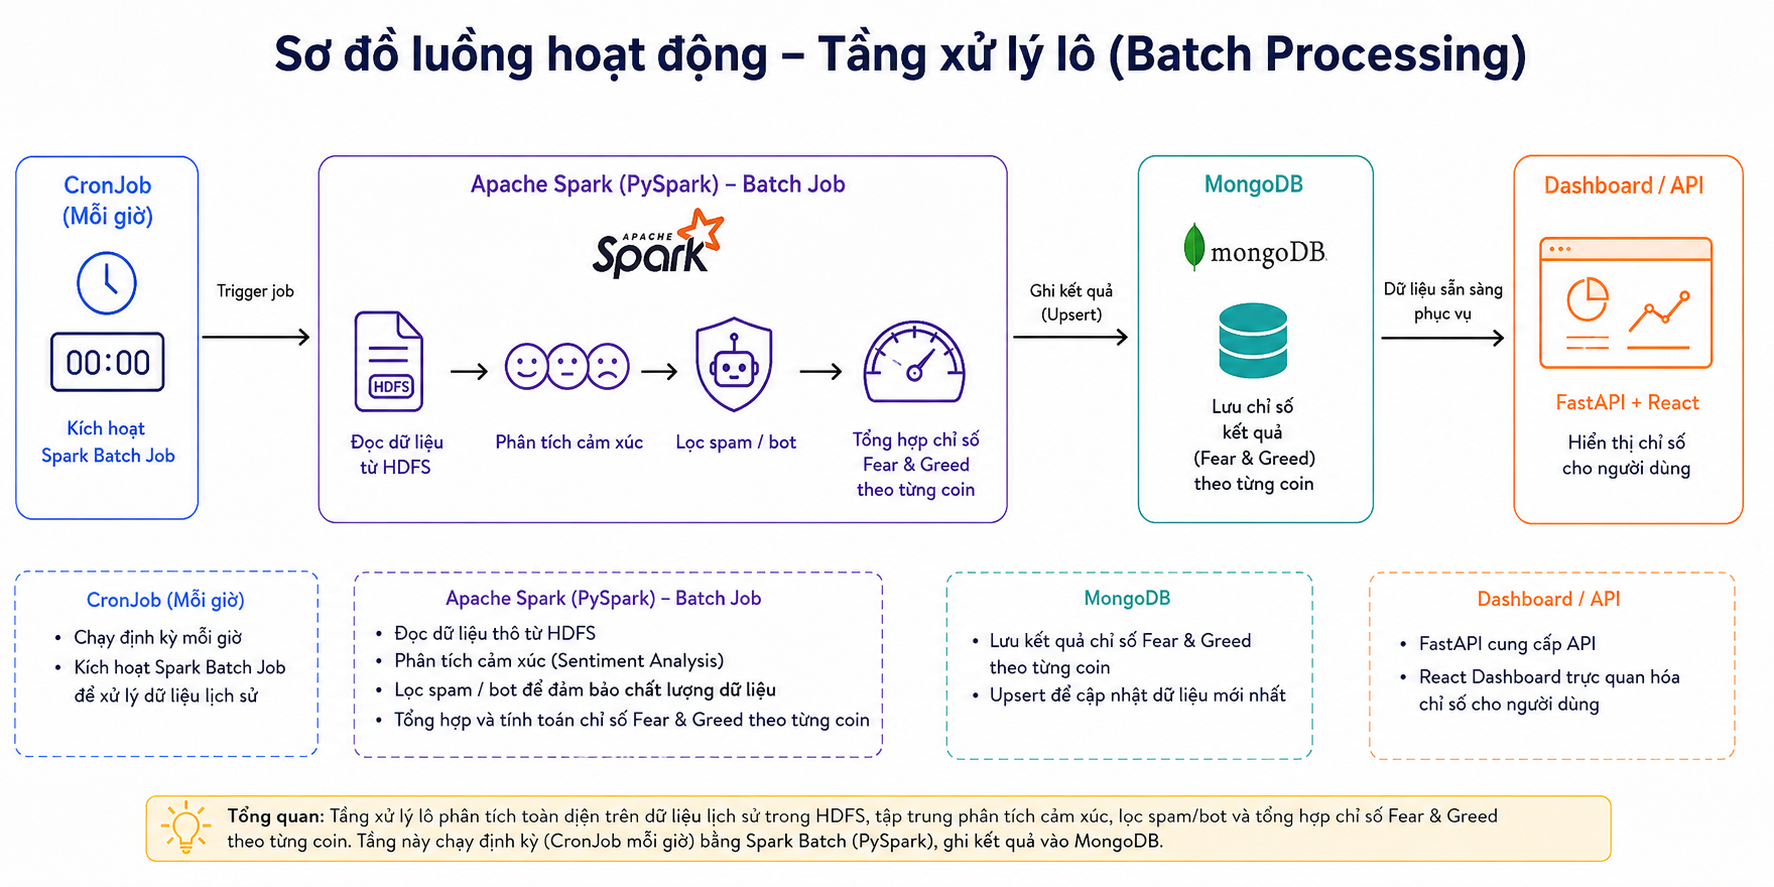 Sơ đồ luồng hoạt động – Tầng xử lý lô (Batch Processing)
CronJob
(Mỗi giờ)
00:00
Kích hoạt
Spark Batch Job
Trigger job
Apache Spark (PySpark) – Batch Job
APACHE
Spark
HDFS
Đọc dữ liệu
từ HDFS
Phân tích cảm xúc
Lọc spam / bot
Tổng hợp chỉ số
Fear & Greed
theo từng coin
Ghi kết quả
(Upsert)
MongoDB
mongoDB
Lưu chỉ số
kết quả
(Fear & Greed)
theo từng coin
Dữ liệu sẵn sàng
phục vụ
Dashboard / API
FastAPI + React
Hiển thị chỉ số
cho người dùng
CronJob (Mỗi giờ)
• Chạy định kỳ mỗi giờ
• Kích hoạt Spark Batch Job
để xử lý dữ liệu lịch sử
Apache Spark (PySpark) – Batch Job
• Đọc dữ liệu thô từ HDFS
• Phân tích cảm xúc (Sentiment Analysis)
• Lọc spam / bot để đảm bảo chất lượng dữ liệu
• Tổng hợp và tính toán chỉ số Fear & Greed theo từng coin
MongoDB
• Lưu kết quả chỉ số Fear & Greed
theo từng coin
• Upsert để cập nhật dữ liệu mới nhất
Dashboard / API
• FastAPI cung cấp API
• React Dashboard trực quan hóa
chỉ số cho người dùng
Tổng quan: Tầng xử lý lô phân tích toàn diện trên dữ liệu lịch sử trong HDFS, tập trung phân tích cảm xúc, lọc spam/bot và tổng hợp chỉ số Fear & Greed
theo từng coin. Tầng này chạy định kỳ (CronJob mỗi giờ) bằng Spark Batch (PySpark), ghi kết quả vào MongoDB.